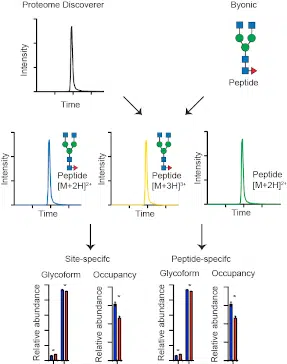 Proteome Discoverer
Byonic
Intensity
Time
Peptide
Intensity
Peptide
[M+2H]²⁺
Time
Intensity
Peptide
[M+3H]³⁺
Time
Intensity
Peptide
[M+2H]²⁺
Time
Site-specifc
Peptide-specifc
Glycoform
Occupancy
Glycoform
Occupancy
Relative abundance
*
*
Relative abundance
*
Relative abundance
*
*
Relative abundance
*